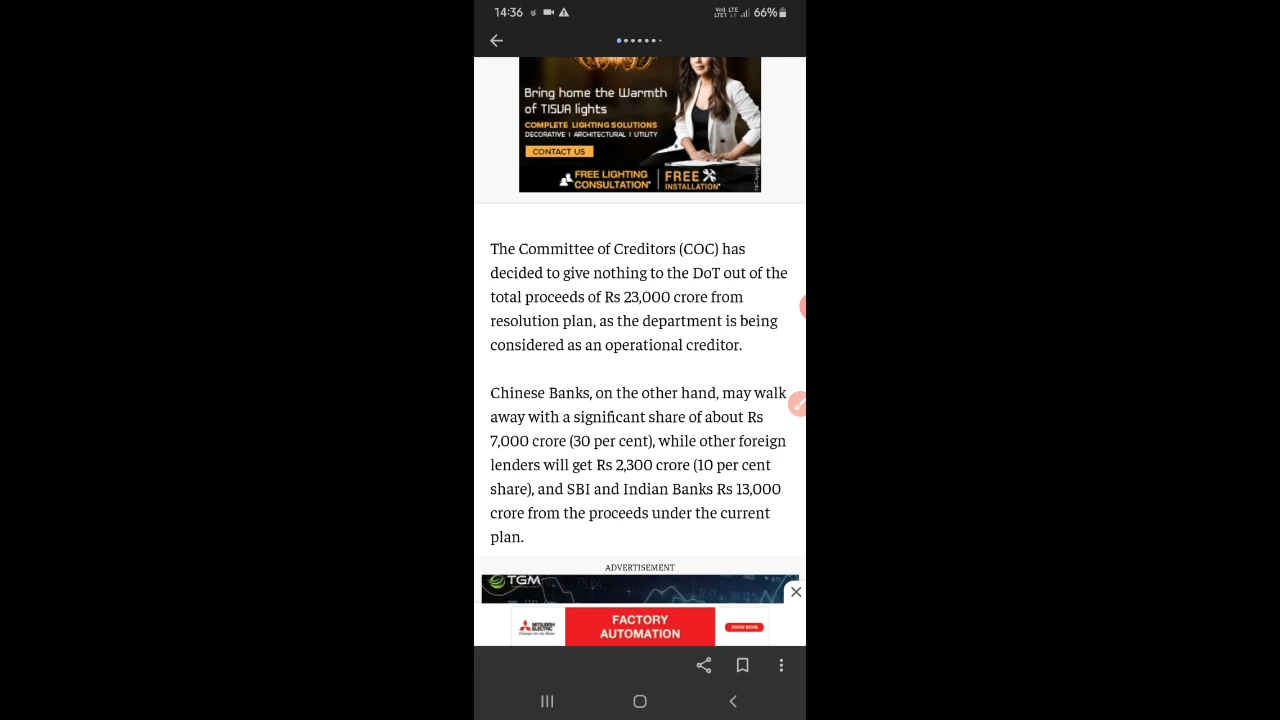 14:36
66%
Bring home the Warmth
of TISVA lights
COMPLETE LIGHTING SOLUTIONS
DECORATIVE | ARCHITECTURAL | UTILITY
CONTACT US
FREE LIGHTING
CONSULTATION*
FREE
INSTALLATION*
The Committee of Creditors (COC) has
decided to give nothing to the DoT out of the
total proceeds of Rs 23,000 crore from
resolution plan, as the department is being
considered as an operational creditor.
Chinese Banks, on the other hand, may walk
away with a significant share of about Rs
7,000 crore (30 per cent), while other foreign
lenders will get Rs 2,300 crore (10 per cent
share), and SBI and Indian Banks Rs 13,000
crore from the proceeds under the current
plan.
ADVERTISEMENT
TGM
MITSUBISHI
ELECTRIC
Changes for the Better
FACTORY
AUTOMATION